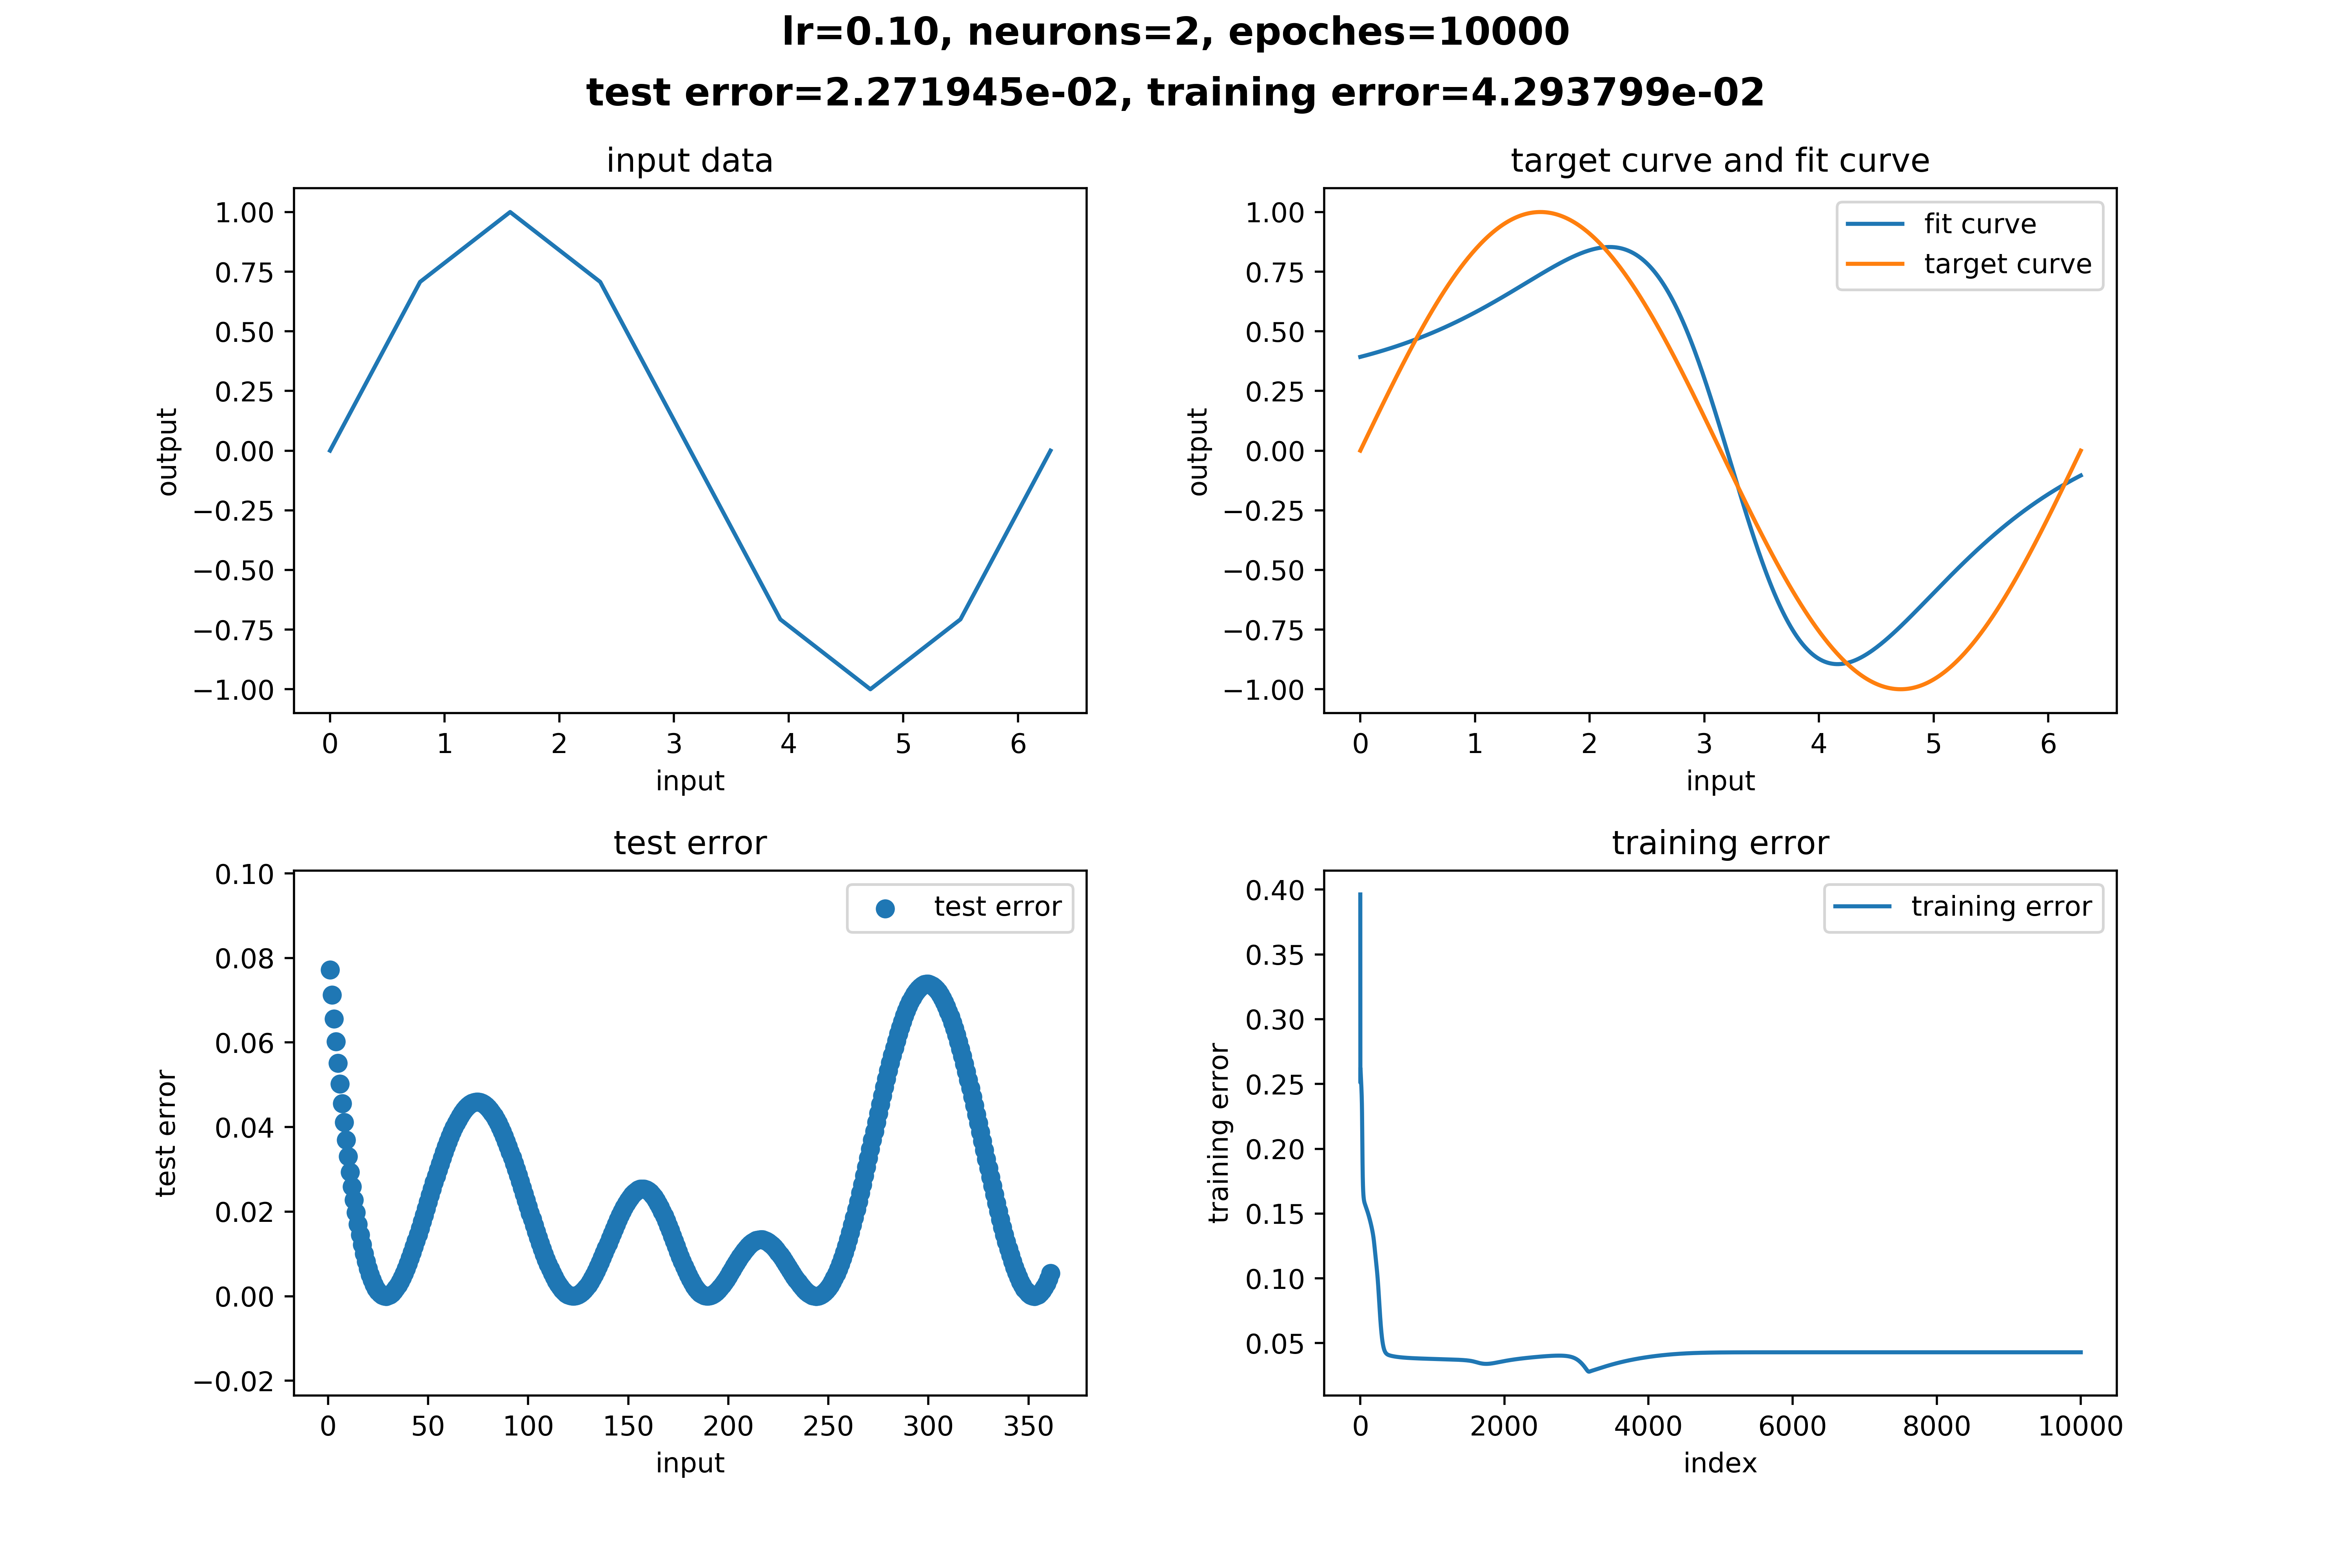 lr=0.10, neurons=2, epoches=10000
test error=2.271945e-02, training error=4.293799e-02
input data
1.00
0.75
0.50
0.25
0.00
−0.25
−0.50
−0.75
−1.00
output
0 1 2 3 4 5 6
input
target curve and fit curve
fit curve
target curve
1.00
0.75
0.50
0.25
0.00
−0.25
−0.50
−0.75
−1.00
output
0 1 2 3 4 5 6
input
test error
test error
0.10
0.08
0.06
0.04
0.02
0.00
−0.02
test error
0 50 100 150 200 250 300 350
input
training error
training error
0.40
0.35
0.30
0.25
0.20
0.15
0.10
0.05
training error
0 2000 4000 6000 8000 10000
index